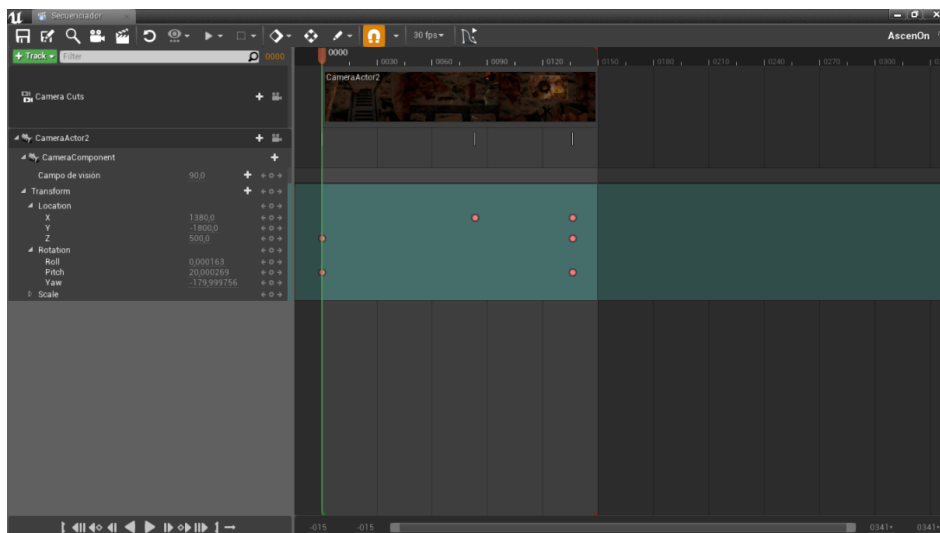 Secuenciador
30 fps
AscenOn
+ Track
Filter
0000
0000
0030
0060
0090
0120
0150
0180
0210
0240
0270
0300
CameraActor2
Camera Cuts
CameraActor2
CameraComponent
Campo de visión 90,0
Transform
Location
X 1380,0
Y -1800,0
Z 500,0
Rotation
Roll 0,000163
Pitch 20,000269
Yaw -179,999756
Scale
-015 -015 0341+ 0341+